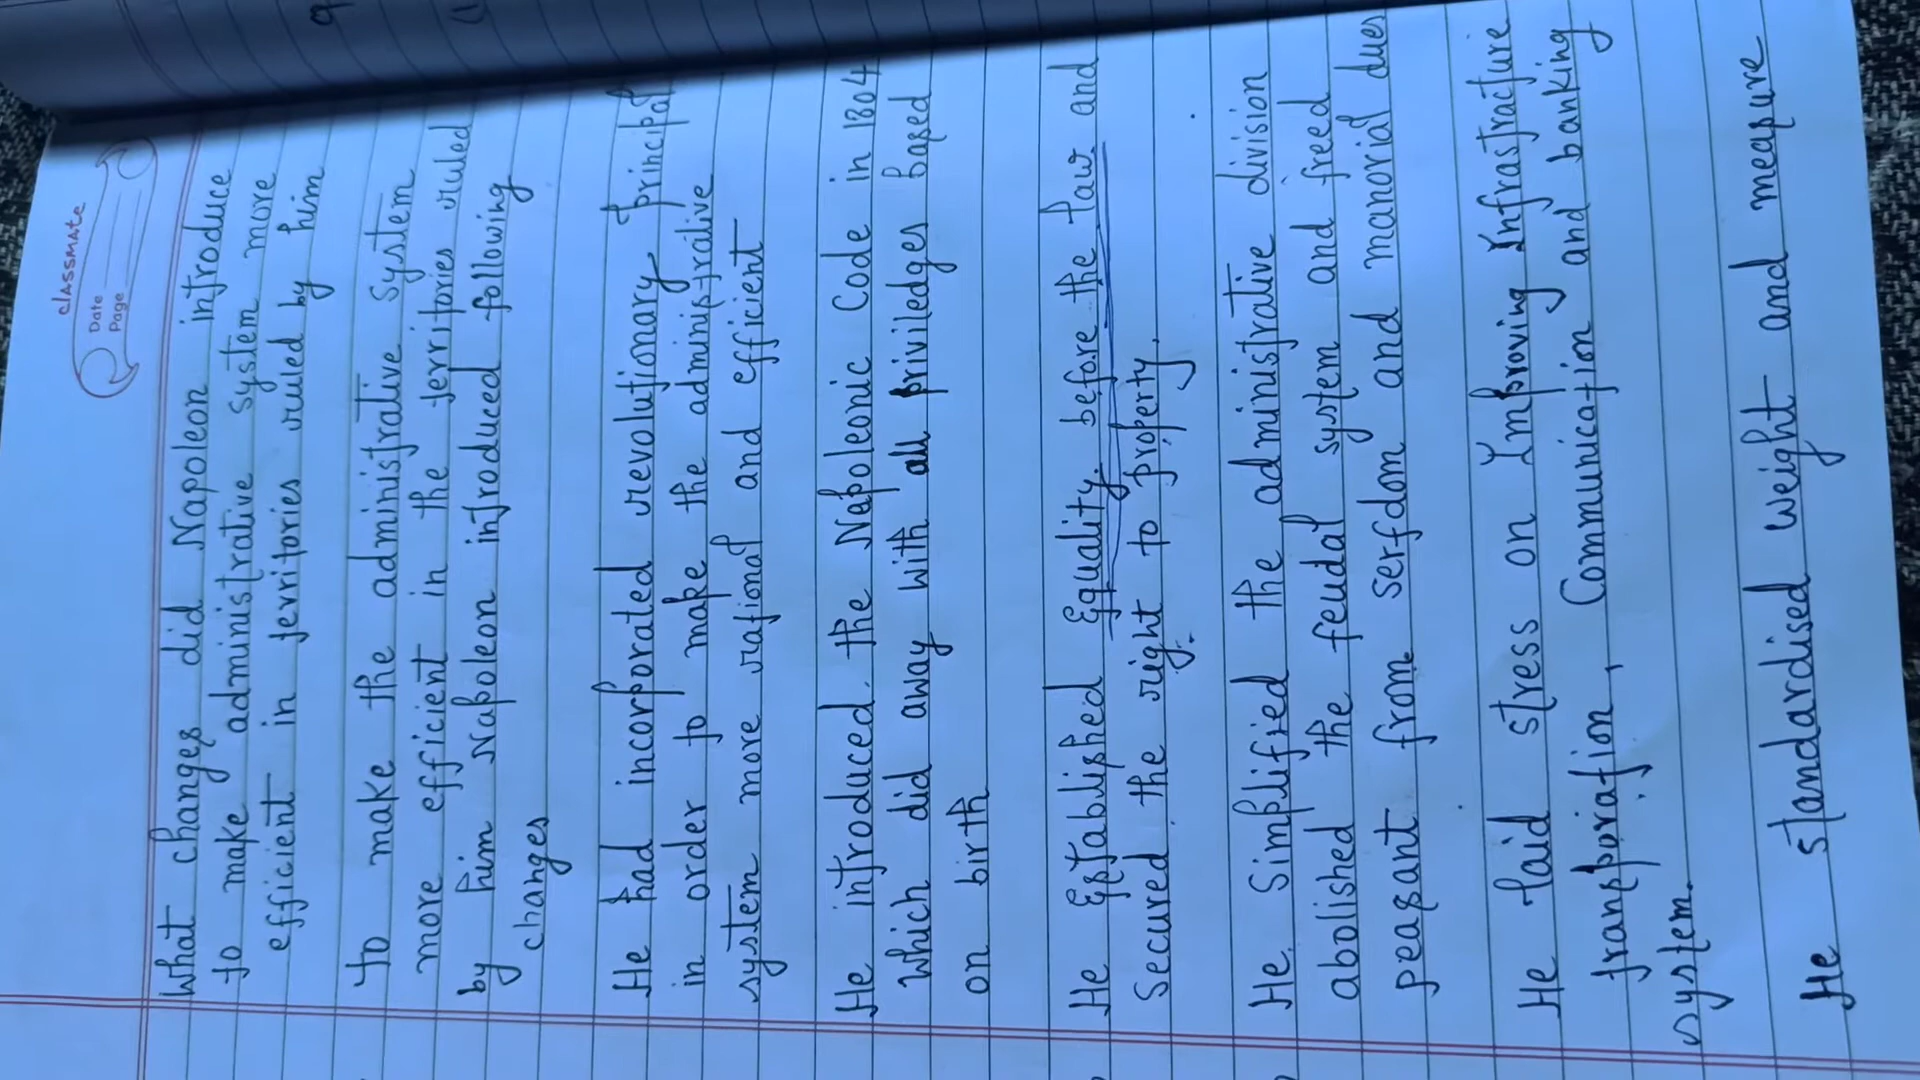 classmate
Date
Page
What changes did Napoleon introduce
to make administrative system more
efficient in territories ruled by him
To make the administrative System
more efficient in the territories ruled
by him Napoleon introduced following
changes
He had incorporated revolutionary principal
in order to make the administrative
system more rational and efficient
He introduced the Napoleonic Code in 1804
Which did away with all priviledges based
on birth
He Established Equality before the law and
Secured the right to property.
He Simplified the administrative division
abolished the feudal system and freed
peasant from serfdom and manorial dues
He laid stress on Improving Infrastracture
transporation, Communication and banking
system.
He standardised weight and measure